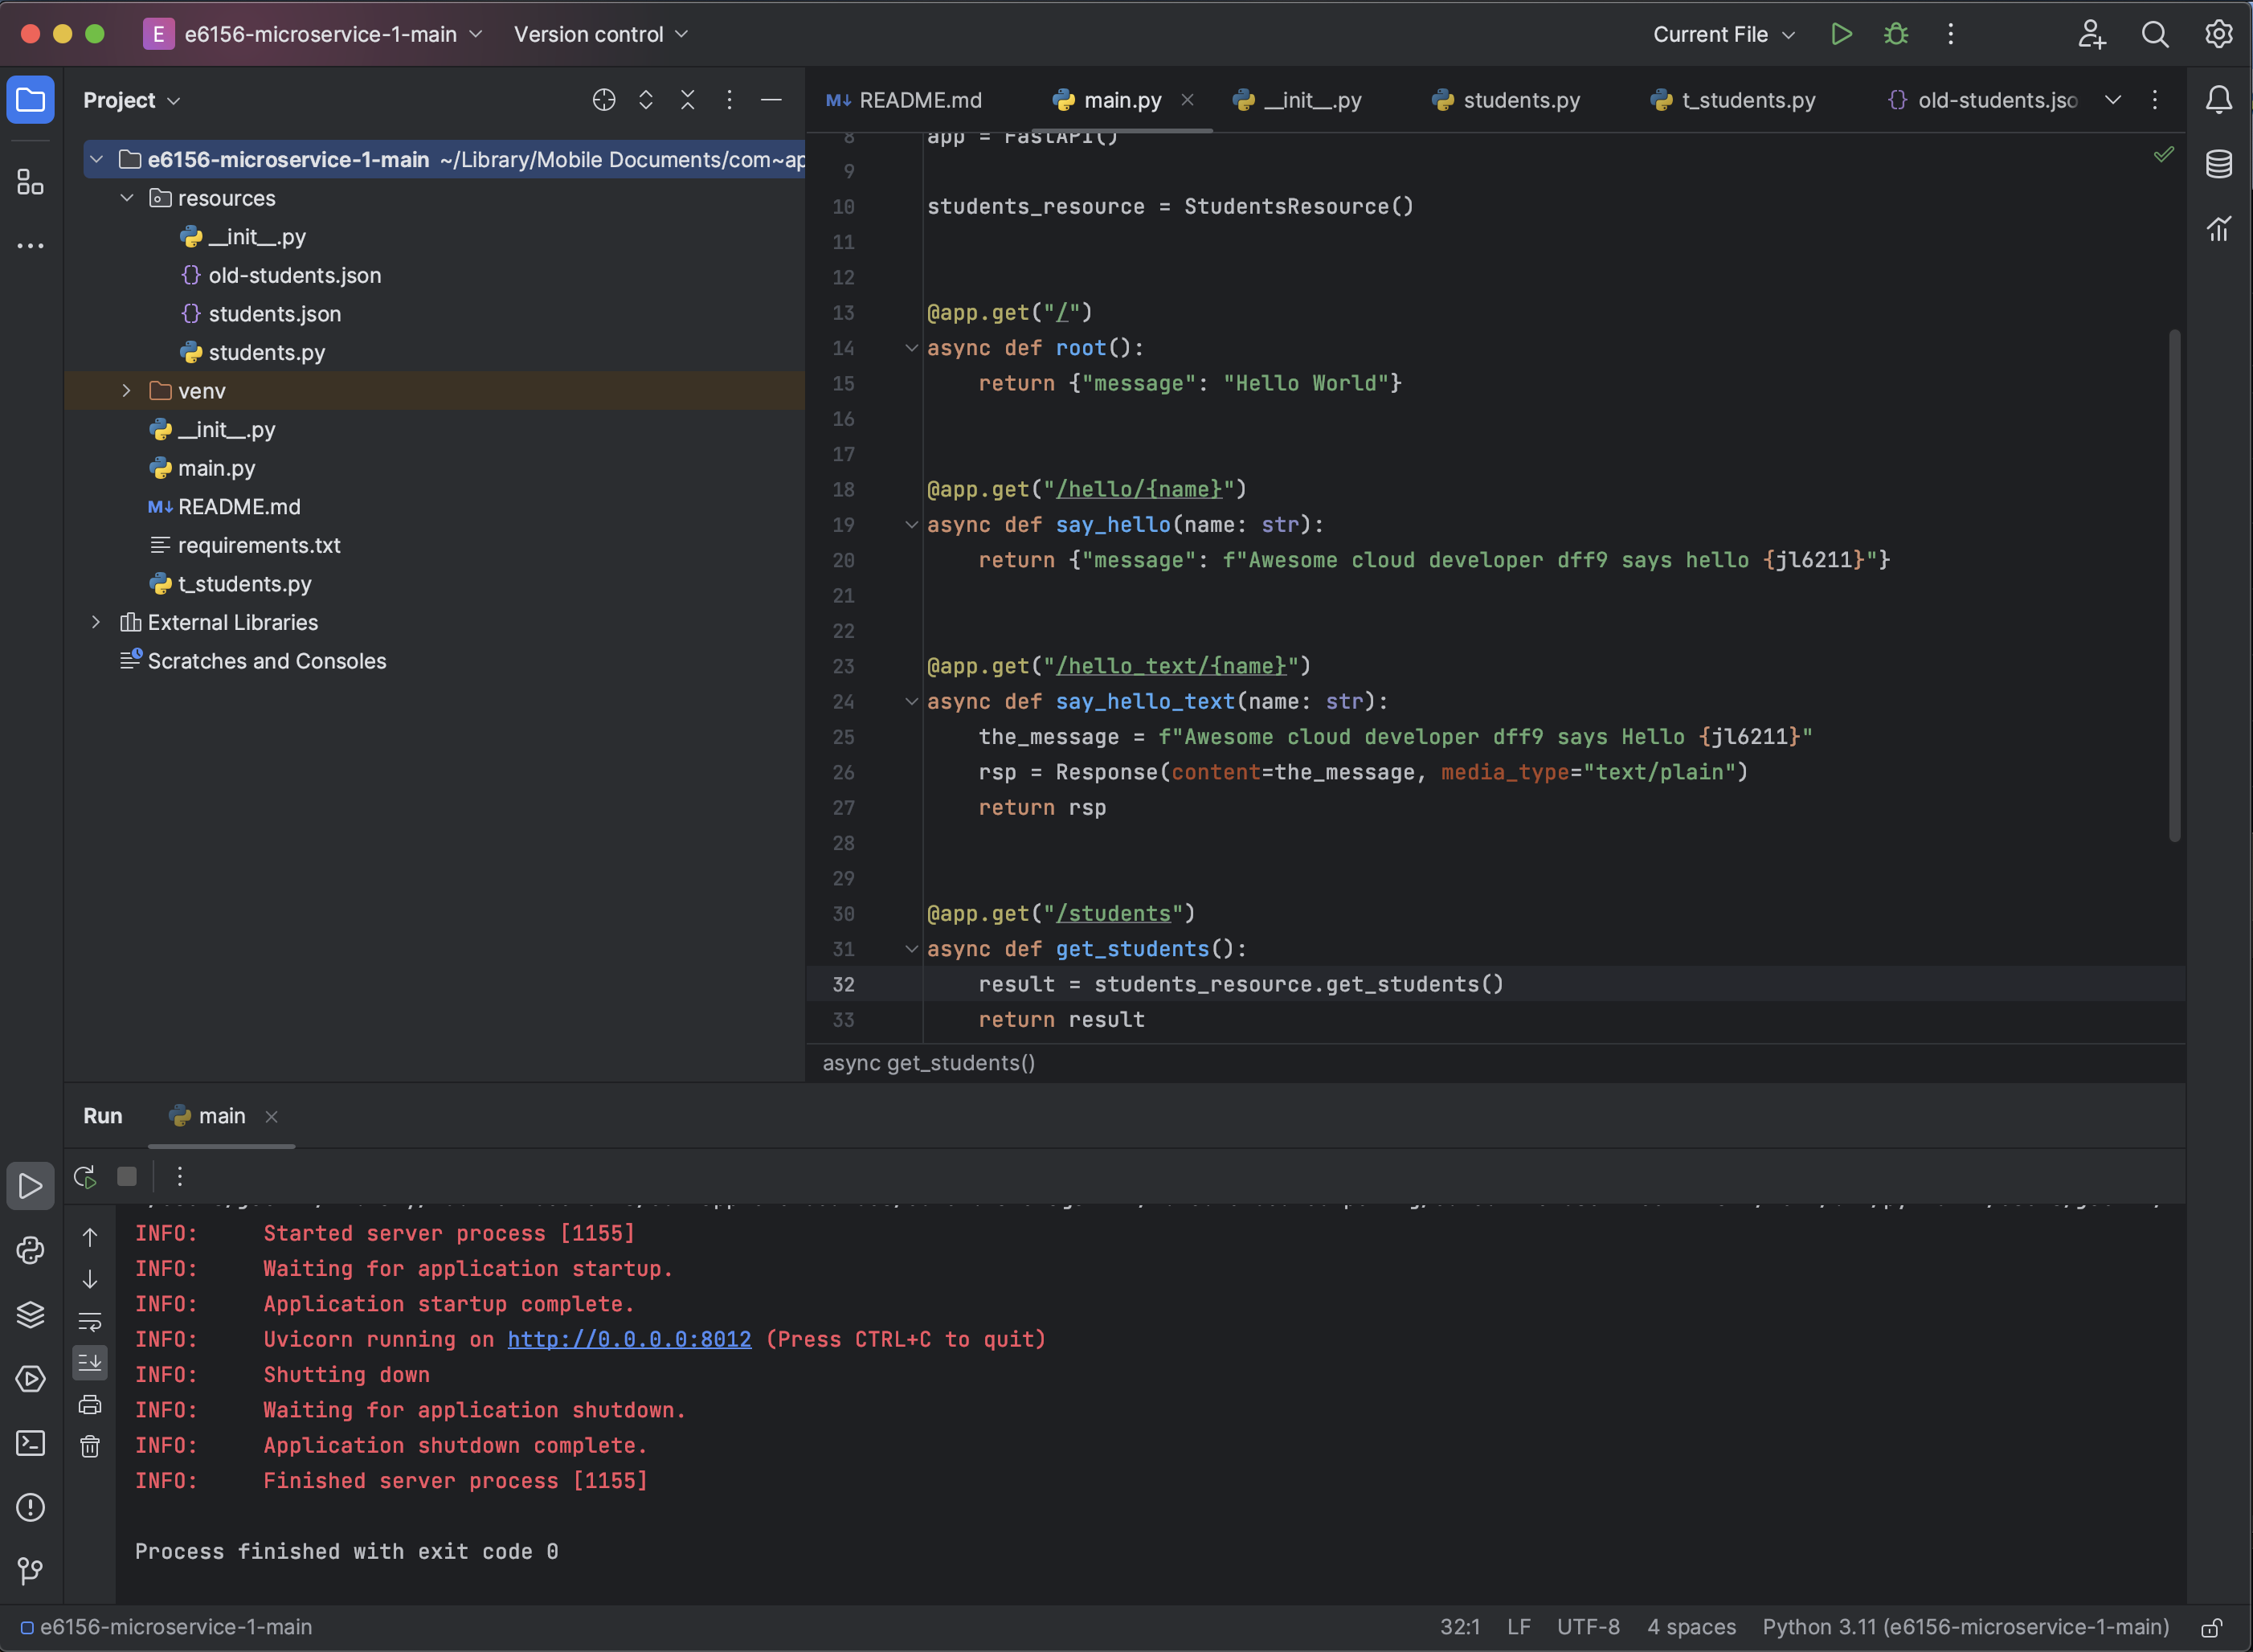 E e6156-microservice-1-main Version control Current File
Project
README.md main.py __init__.py students.py t_students.py old-students.jso
e6156-microservice-1-main ~/Library/Mobile Documents/com~ap
resources
__init__.py
old-students.json
students.json
students.py
venv
__init__.py
main.py
M↓ README.md
requirements.txt
t_students.py
External Libraries
Scratches and Consoles
8 app = FastAPI()
9
10 students_resource = StudentsResource()
11
12
13 @app.get("/")
14 async def root():
15 return {"message": "Hello World"}
16
17
18 @app.get("/hello/{name}")
19 async def say_hello(name: str):
20 return {"message": f"Awesome cloud developer dff9 says hello {jl6211}"}
21
22
23 @app.get("/hello_text/{name}")
24 async def say_hello_text(name: str):
25 the_message = f"Awesome cloud developer dff9 says Hello {jl6211}"
26 rsp = Response(content=the_message, media_type="text/plain")
27 return rsp
28
29
30 @app.get("/students")
31 async def get_students():
32 result = students_resource.get_students()
33 return result
async get_students()
Run main
INFO: Started server process [1155]
INFO: Waiting for application startup.
INFO: Application startup complete.
INFO: Uvicorn running on http://0.0.0.0:8012 (Press CTRL+C to quit)
INFO: Shutting down
INFO: Waiting for application shutdown.
INFO: Application shutdown complete.
INFO: Finished server process [1155]
Process finished with exit code 0
e6156-microservice-1-main 32:1 LF UTF-8 4 spaces Python 3.11 (e6156-microservice-1-main)